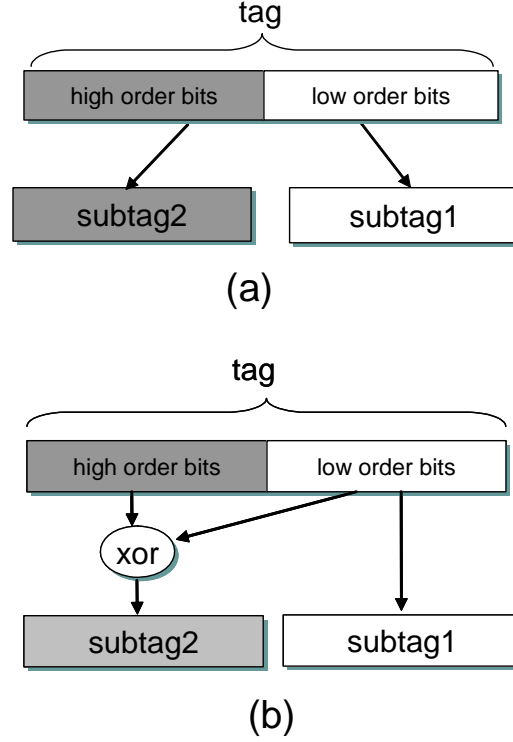 tag
high order bits low order bits
subtag2 subtag1
(a)
tag
high order bits low order bits
xor
subtag2 subtag1
(b)